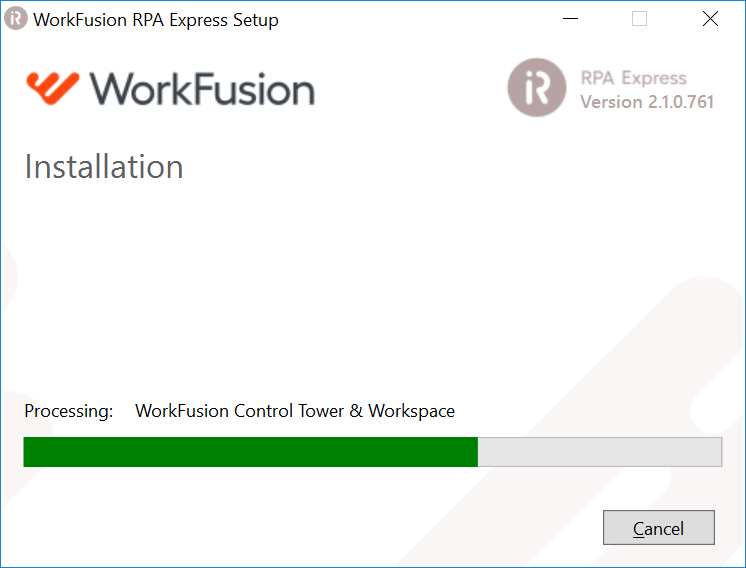 WorkFusion RPA Express Setup
WorkFusion
RPA Express
Version 2.1.0.761
Installation
Processing: WorkFusion Control Tower & Workspace
Cancel